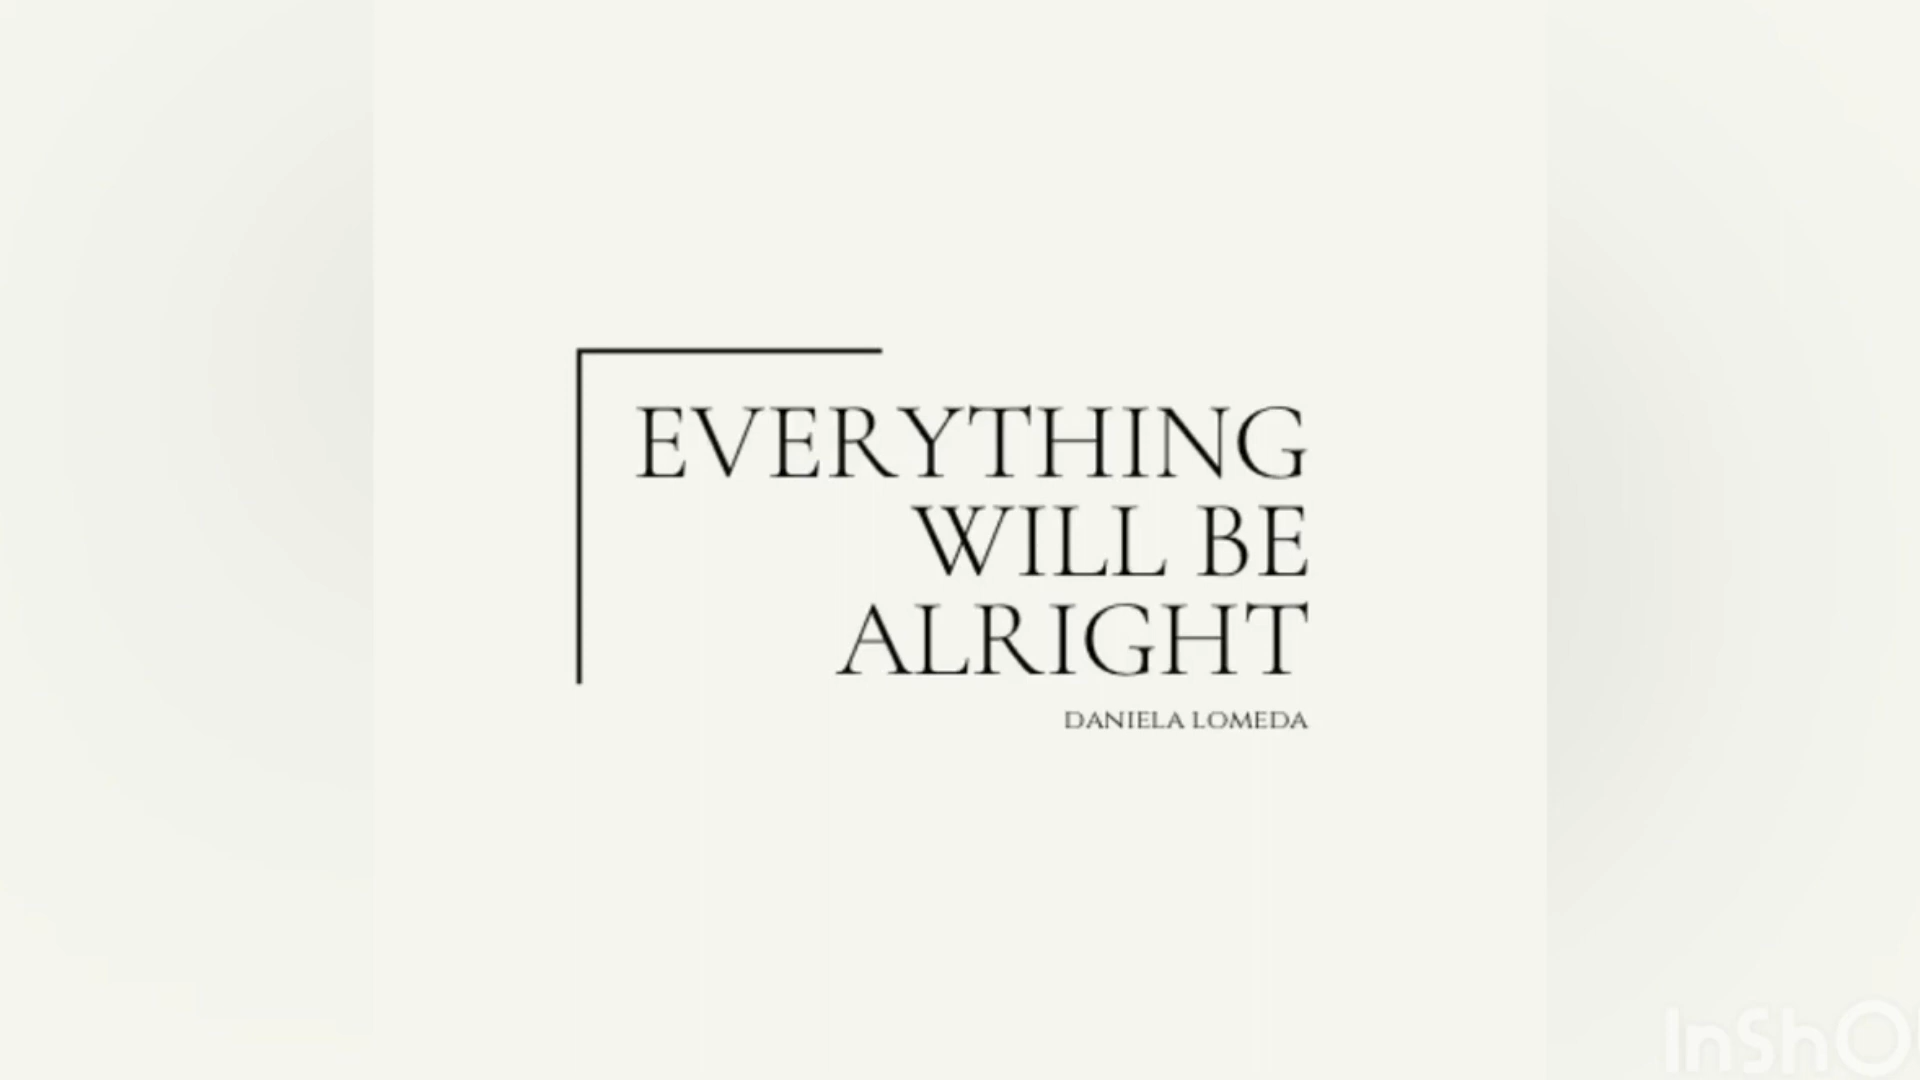 EVERYTHING
WILL BE
ALRIGHT
DANIELA LOMEDA
InSho